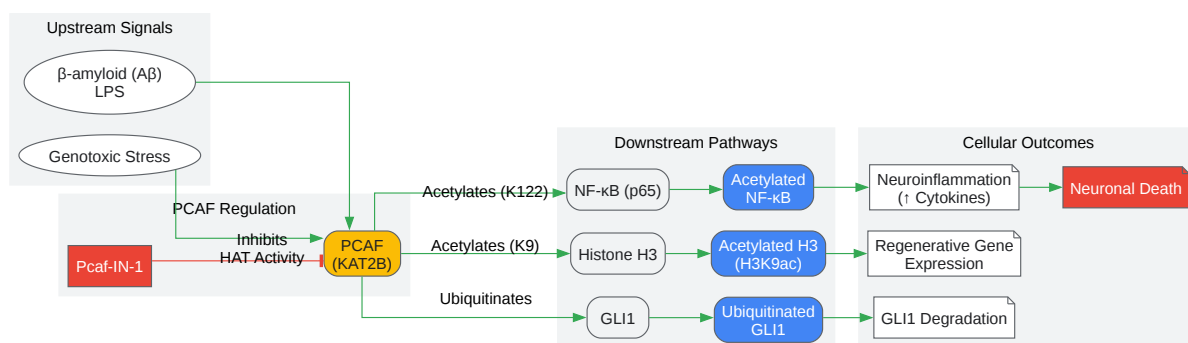 Upstream Signals
β-amyloid (Aβ)
LPS
Genotoxic Stress
PCAF Regulation
Pcaf-IN-1
Inhibits
HAT Activity
PCAF
(KAT2B)
Acetylates (K122)
Acetylates (K9)
Ubiquitinates
Downstream Pathways
NF-κB (p65)
Acetylated
NF-κB
Histone H3
Acetylated H3
(H3K9ac)
GLI1
Ubiquitinated
GLI1
Cellular Outcomes
Neuroinflammation
(↑ Cytokines)
Neuronal Death
Regenerative Gene
Expression
GLI1 Degradation